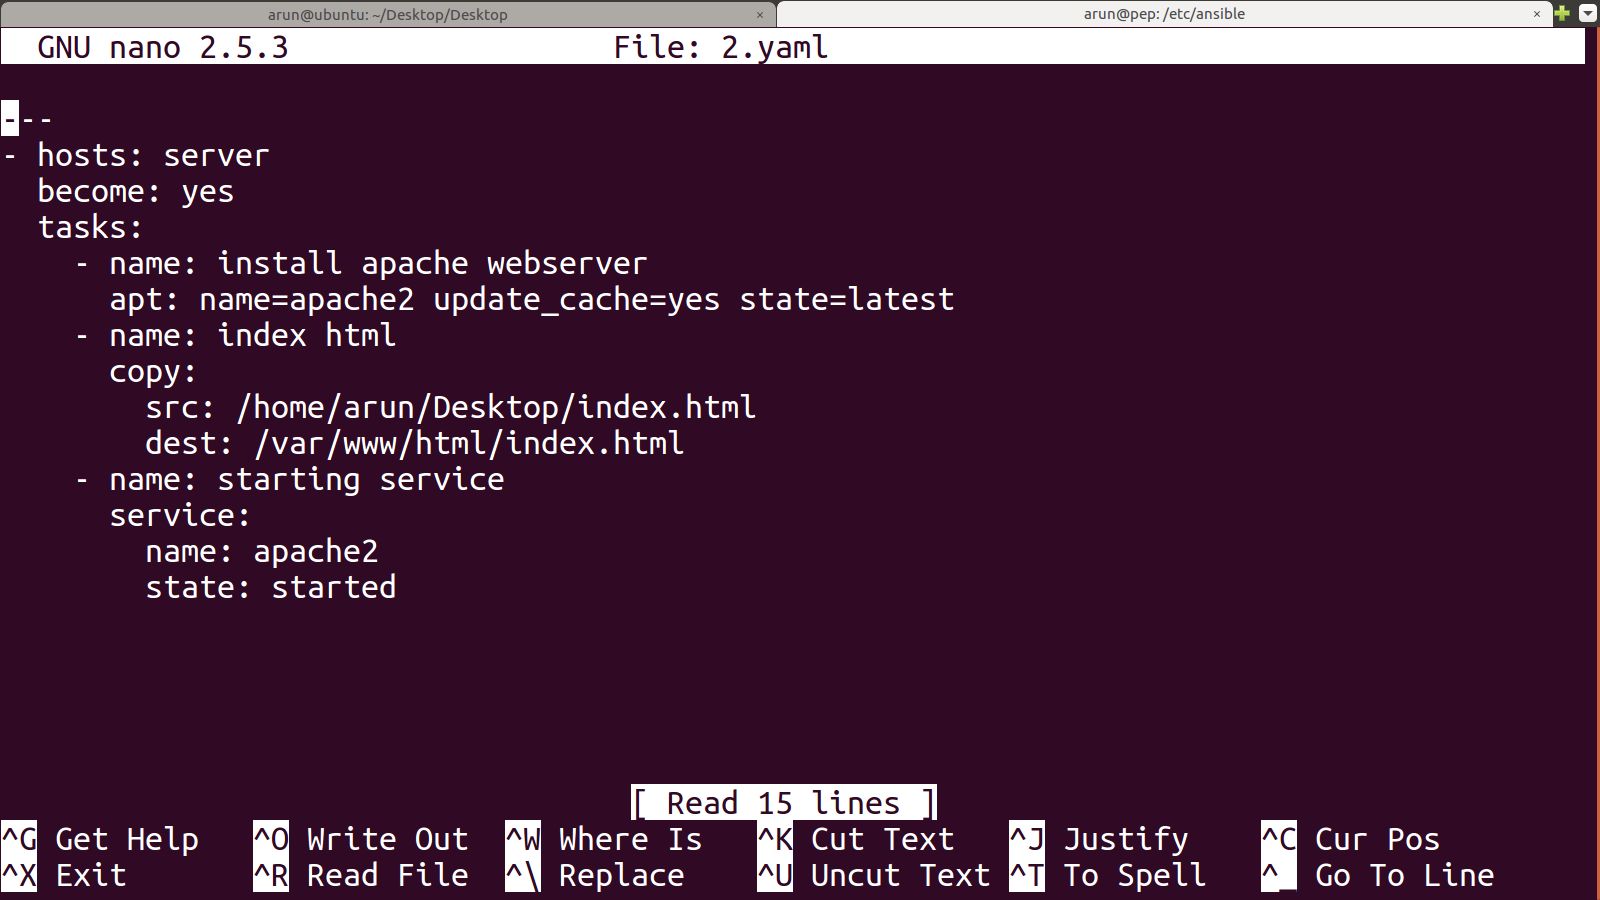 arun@ubuntu: ~/Desktop/Desktop × arun@pep: /etc/ansible ×
GNU nano 2.5.3 File: 2.yaml
---
- hosts: server
  become: yes
  tasks:
    - name: install apache webserver
      apt: name=apache2 update_cache=yes state=latest
    - name: index html
      copy:
        src: /home/arun/Desktop/index.html
        dest: /var/www/html/index.html
    - name: starting service
      service:
        name: apache2
        state: started
[ Read 15 lines ]
^G Get Help ^O Write Out ^W Where Is ^K Cut Text ^J Justify ^C Cur Pos
^X Exit ^R Read File ^\ Replace ^U Uncut Text ^T To Spell ^_ Go To Line